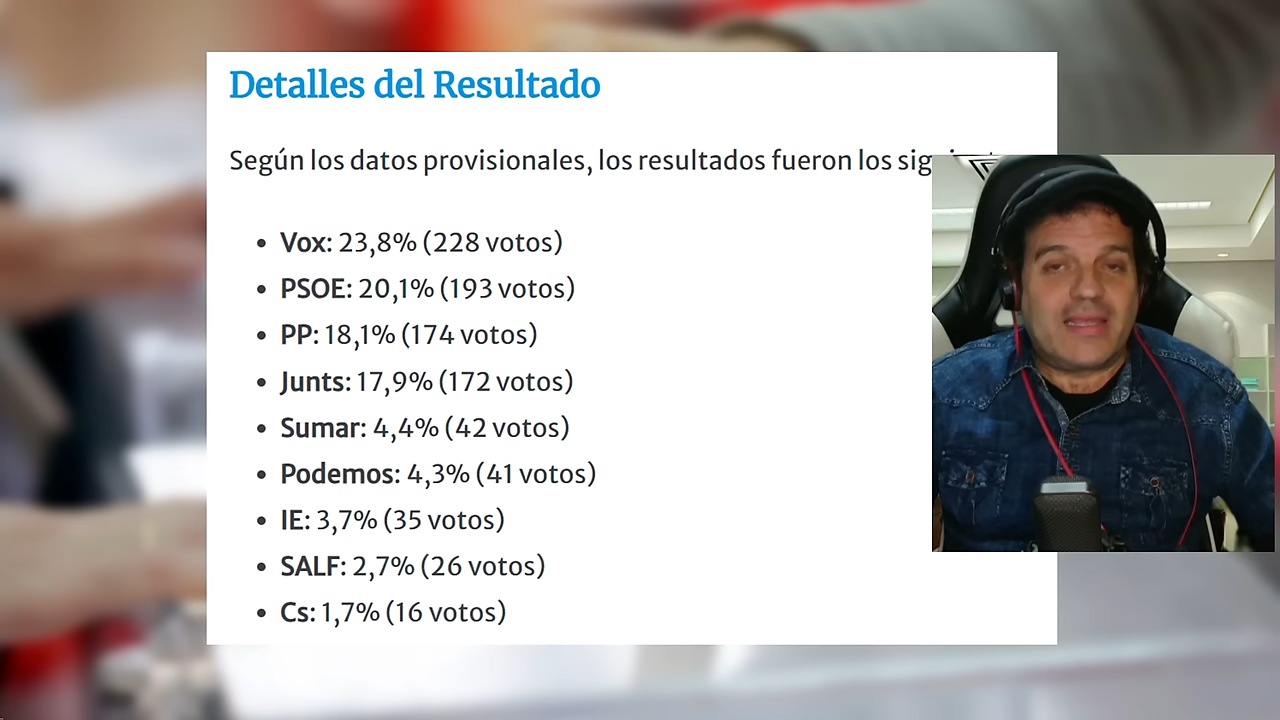 Detalles del Resultado
Según los datos provisionales, los resultados fueron los
Vox: 23,8% (228 votos)
PSOE: 20,1% (193 votos)
PP: 18,1% (174 votos)
Junts: 17,9% (172 votos)
Sumar: 4,4% (42 votos)
Podemos: 4,3% (41 votos)
IE: 3,7% (35 votos)
SALF: 2,7% (26 votos)
Cs: 1,7% (16 votos)